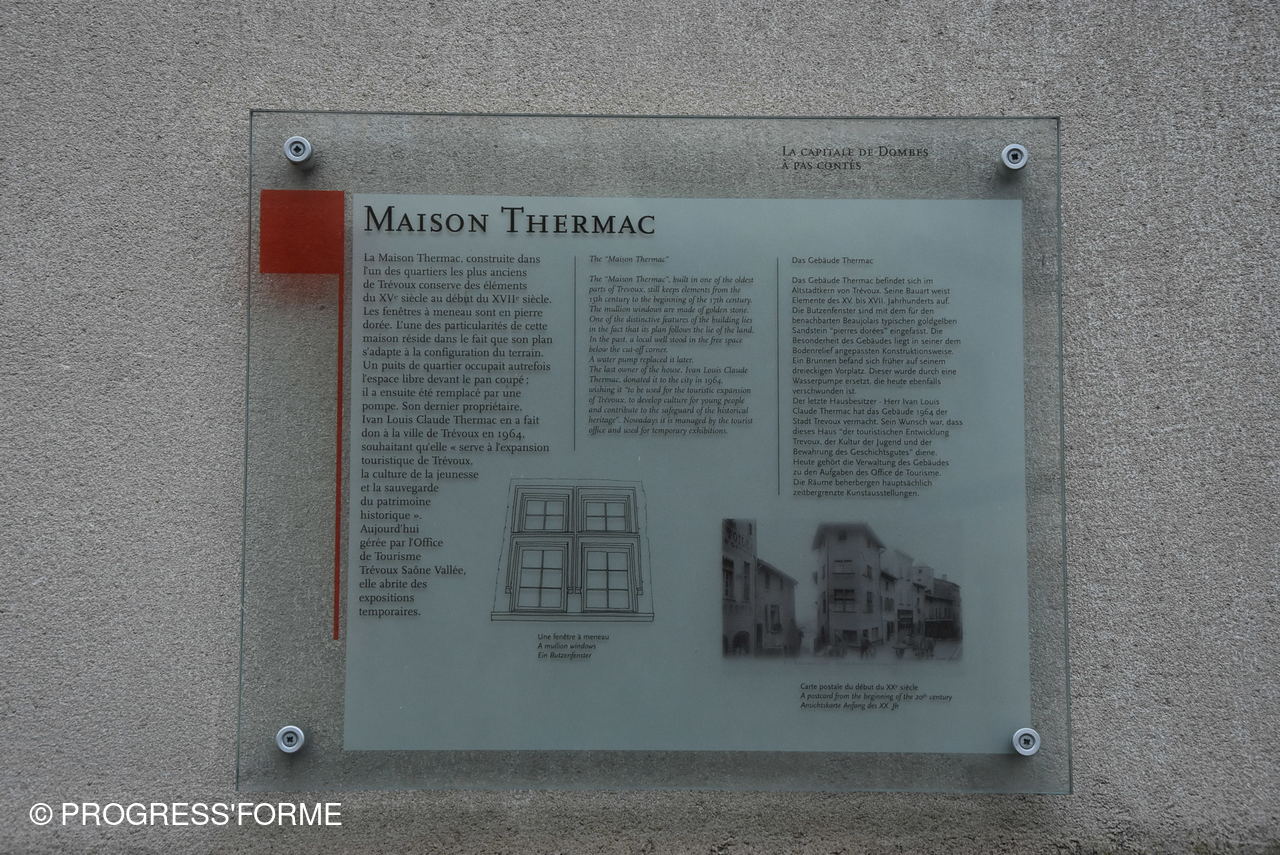 La capitale de Dombes
à pas contés
Maison Thermac
La Maison Thermac, construite dans
l'un des quartiers les plus anciens
de Trévoux conserve des éléments
du XVe siècle au début du XVIIe siècle.
Les fenêtres à meneau sont en pierre
dorée. L'une des particularités de cette
maison réside dans le fait que son plan
s'adapte à la configuration du terrain.
Un puits de quartier occupait autrefois
l'espace libre devant le pan coupé ;
il a ensuite été remplacé par une
pompe. Son dernier propriétaire,
Ivan Louis Claude Thermac en a fait
don à la ville de Trévoux en 1964,
souhaitant qu'elle « serve à l'expansion
touristique de Trévoux,
la culture de la jeunesse
et la sauvegarde
du patrimoine
historique ».
Aujourd'hui
gérée par l'Office
de Tourisme
Trévoux Saône Vallée,
elle abrite des
expositions
temporaires.
The "Maison Thermac"
The "Maison Thermac", built in one of the oldest
parts of Trévoux, still keeps elements from the
15th century to the beginning of the 17th century.
The mullion windows are made of golden stone.
One of the distinctive features of the building lies
in the fact that its plan follows the lie of the land.
In the past, a local well stood in the free space
below the cut-off corner.
A water pump replaced it later.
The last owner of the house, Ivan Louis Claude
Thermac, donated it to the city in 1964,
wishing it "to be used for the touristic expansion
of Trévoux, to develop culture for young people
and contribute to the safeguard of the historical
heritage". Nowadays it is managed by the tourist
office and used for temporary exhibitions.
Das Gebäude Thermac
Das Gebäude Thermac befindet sich im
Altstadtkern von Trévoux. Seine Bauart weist
Elemente des XV. bis XVII. Jahrhunderts auf.
Die Butzenfenster sind mit dem für den
benachbarten Beaujolais typischen goldgelben
Sandstein "pierres dorées" eingefasst. Die
Besonderheit des Gebäudes liegt in seiner dem
Bodenrelief angepassten Konstruktionsweise.
Ein Brunnen befand sich früher auf seinem
dreieckigen Vorplatz. Dieser wurde durch eine
Wasserpumpe ersetzt, die heute ebenfalls
verschwunden ist.
Der letzte Hausbesitzer - Herr Ivan Louis
Claude Thermac hat das Gebäude 1964 der
Stadt Trevoux vermacht. Sein Wunsch war, dass
dieses Haus "der touristischen Entwicklung
Trevoux, der Kultur der Jugend und der
Bewahrung des Geschichtsgutes" diene.
Heute gehört die Verwaltung des Gebäudes
zu den Aufgaben des Office de Tourisme.
Die Räume beherbergen hauptsächlich
zeitbergrenzte Kunstausstellungen.
Une fenêtre à meneau
A mullion windows
Ein Butzenfenster
Carte postale du début du XXe siècle
A postcard from the beginning of the 20th century
Ansichtskarte Anfang des XX. Jh
© PROGRESS'FORME